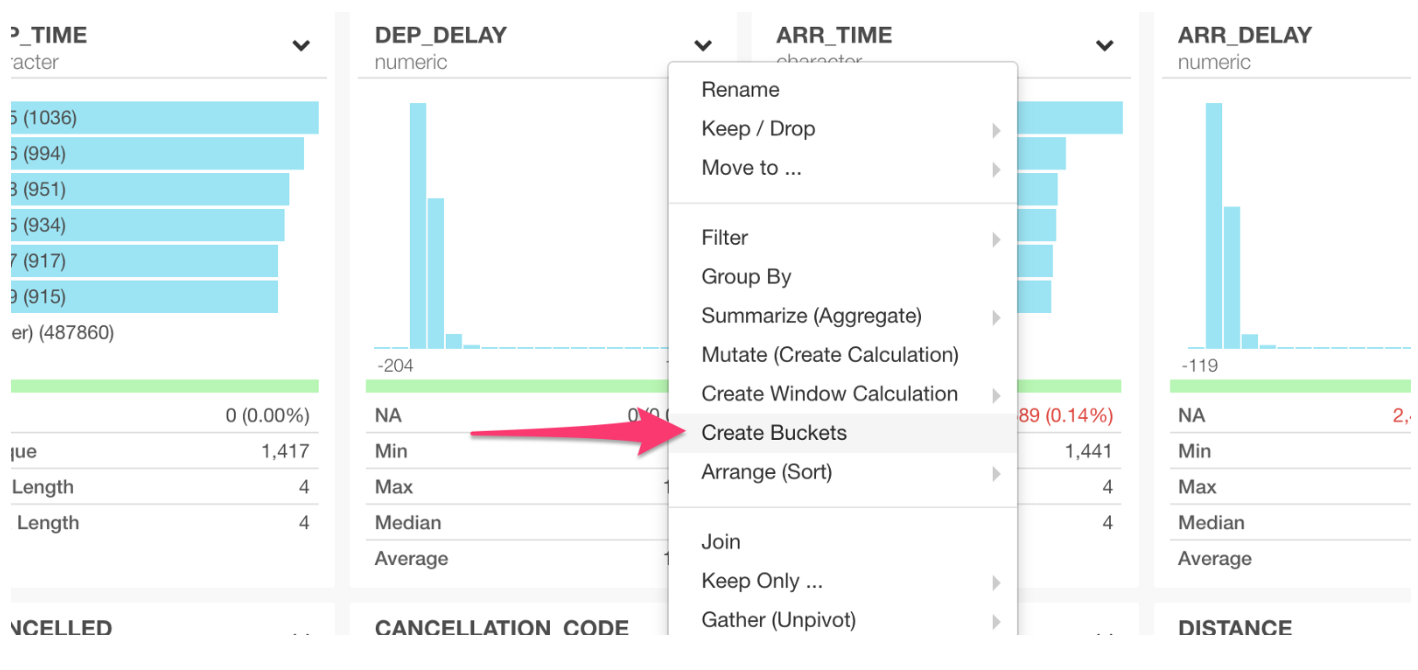 P_TIME
racter
5 (1036)
6 (994)
3 (951)
5 (934)
7 (917)
9 (915)
er) (487860)
0 (0.00%)
que 1,417
Length 4
Length 4
NCELLED
DEP_DELAY
numeric
-204
NA
Min
Max
Median
Average
CANCELLATION_CODE
Rename
Keep / Drop
Move to ...
Filter
Group By
Summarize (Aggregate)
Mutate (Create Calculation)
Create Window Calculation
Create Buckets
Arrange (Sort)
Join
Keep Only ...
Gather (Unpivot)
ARR_TIME
character
89 (0.14%)
1,441
4
4
ARR_DELAY
numeric
-119
NA 2,
Min
Max
Median
Average
DISTANCE